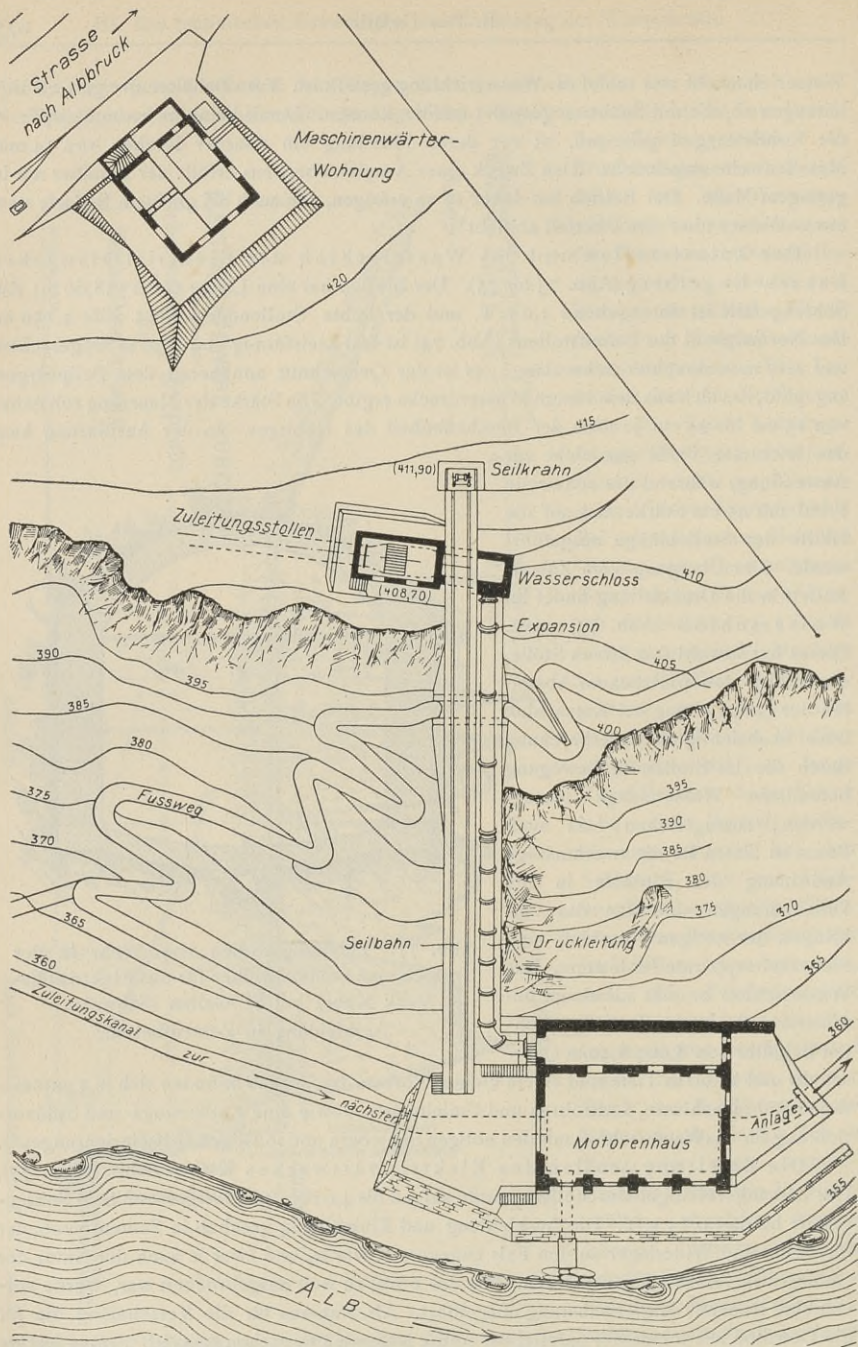 Strasse
nach Albbruck
Maschinenwärter-
Wohnung
420
415
(411,90)
Seilkrahn
Zuleitungsstollen
Wasserschloss
410
(408,70)
Expansion
390
395
405
385
400
380
375
Fussweg
395
370
390
385
380
375
370
365
Seilbahn
Druckleitung
365
360
360
Zuleitungskanal
zur
nächsten
Anlage
Motorenhaus
355
ALB